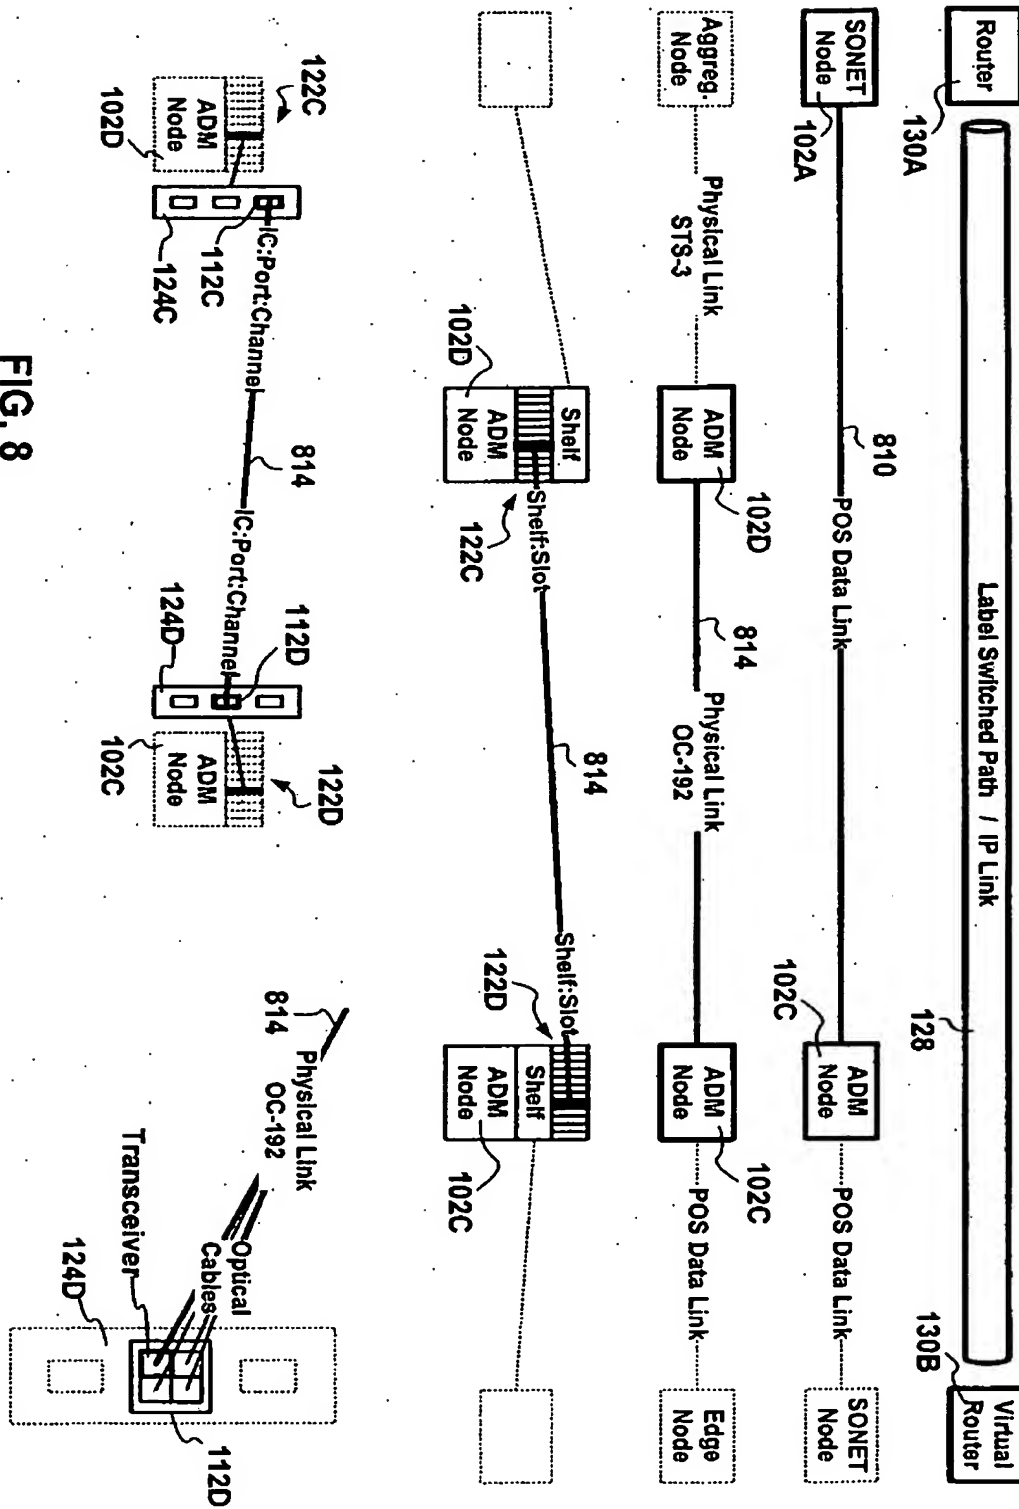 Router
130A
Label Switched Path / IP Link
128
Virtual
Router
130B
SONET
Node
102A
810
POS Data Link
102C
ADM
Node
POS Data Link
SONET
Node
Aggreg.
Node
Physical Link
STS-3
ADM
Node
102D
814
Physical Link
OC-192
ADM
Node
102C
POS Data Link
Edge
Node
102D
Shelf
ADM
Node
Shelf:Slot
122C
814
Shelf:Slot
122D
Shelf
ADM
Node
102C
122C
ADM
Node
102D
IC:Port:Channel
112C
124C
814
IC:Port:Channel
112D
124D
122D
ADM
Node
102C
814
Physical Link
OC-192
Optical
Cables
Transceiver
124D
112D
FIG. 8